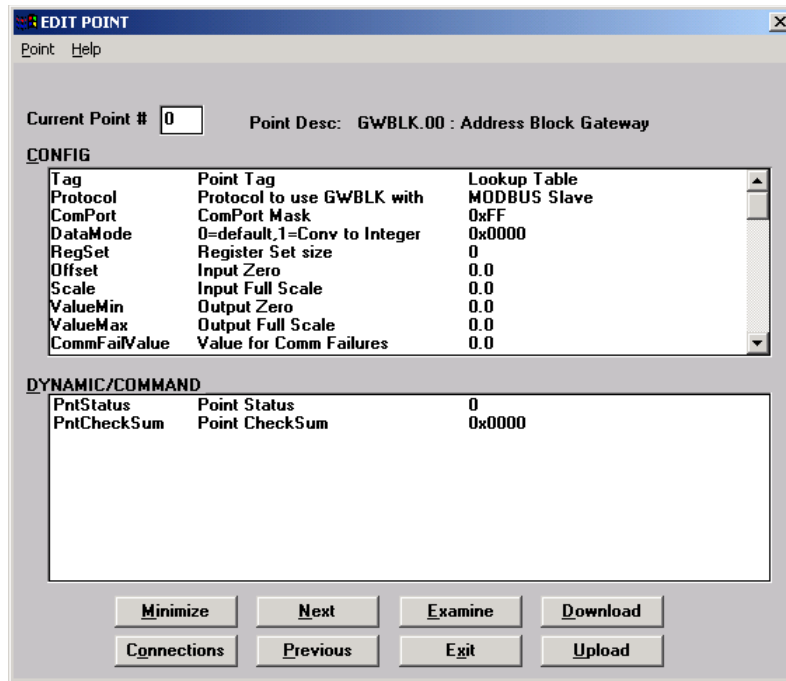 EDIT POINT
Point Help
Current Point # 0 Point Desc: GWBLK.00 : Address Block Gateway
CONFIG
Tag Point Tag Lookup Table
Protocol Protocol to use GWBLK with MODBUS Slave
ComPort ComPort Mask 0xFF
DataMode 0=default,1=Conv to Integer 0x0000
RegSet Register Set size 0
Offset Input Zero 0.0
Scale Input Full Scale 0.0
ValueMin Output Zero 0.0
ValueMax Output Full Scale 0.0
CommFailValue Value for Comm Failures 0.0
DYNAMIC/COMMAND
PntStatus Point Status 0
PntCheckSum Point CheckSum 0x0000
Minimize Next Examine Download
Connections Previous Exit Upload